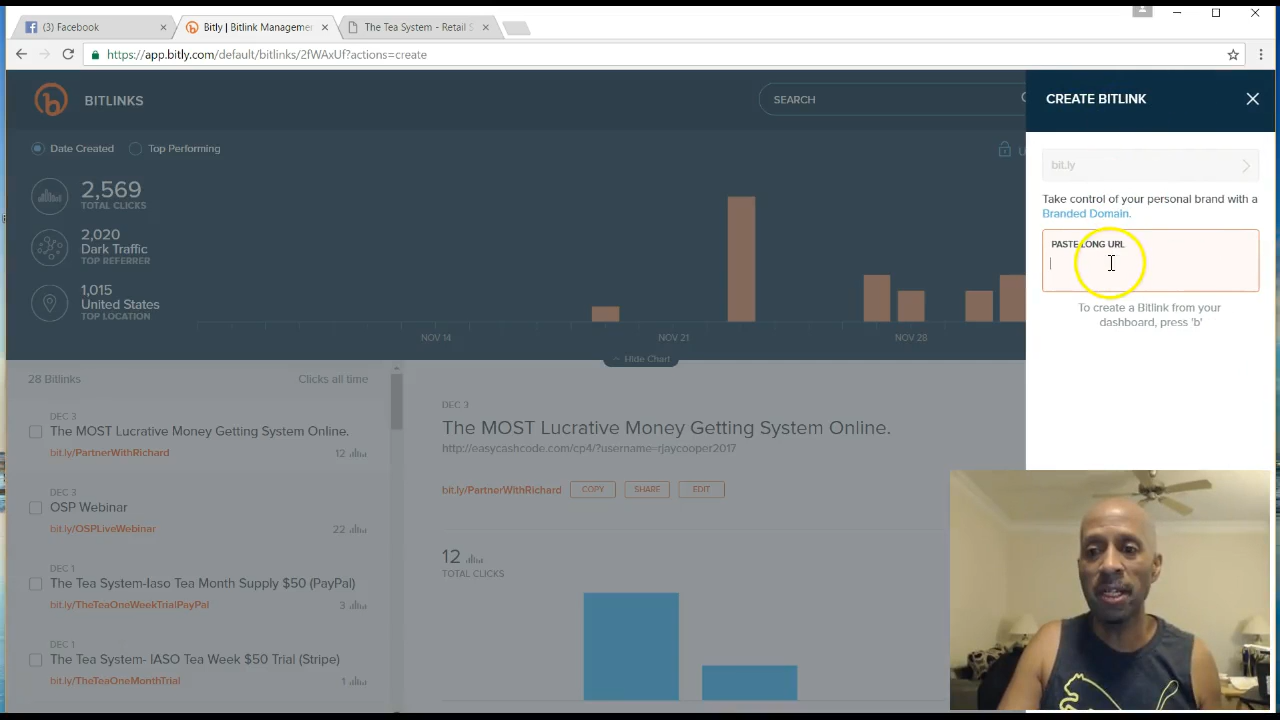 (3) Facebook
Bitly | Bitlink Manageme
The Tea System - Retail S
https://app.bitly.com/default/bitlinks/2fWAxUf?actions=create
BITLINKS
SEARCH
CREATE BITLINK
Date Created
Top Performing
bit.ly
Take control of your personal brand with a
Branded Domain.
2,569
TOTAL CLICKS
2,020
Dark Traffic
TOP REFERRER
1,015
United States
TOP LOCATION
PASTE LONG URL
To create a Bitlink from your
dashboard, press 'b'
NOV 14
NOV 21
NOV 28
Hide Chart
28 Bitlinks
Clicks all time
DEC 3
The MOST Lucrative Money Getting System Online.
bit.ly/PartnerWithRichard
12
DEC 3
OSP Webinar
bit.ly/OSPLiveWebinar
22
DEC 1
The Tea System-Iaso Tea Month Supply $50 (PayPal)
bit.ly/TheTeaOneWeekTrialPayPal
3
DEC 1
The Tea System- IASO Tea Week $50 Trial (Stripe)
bit.ly/TheTeaOneMonthTrial
1
DEC 3
The MOST Lucrative Money Getting System Online.
http://easycashcode.com/cp4/?username=rjaycooper2017
bit.ly/PartnerWithRichard
COPY
SHARE
EDIT
12
TOTAL CLICKS